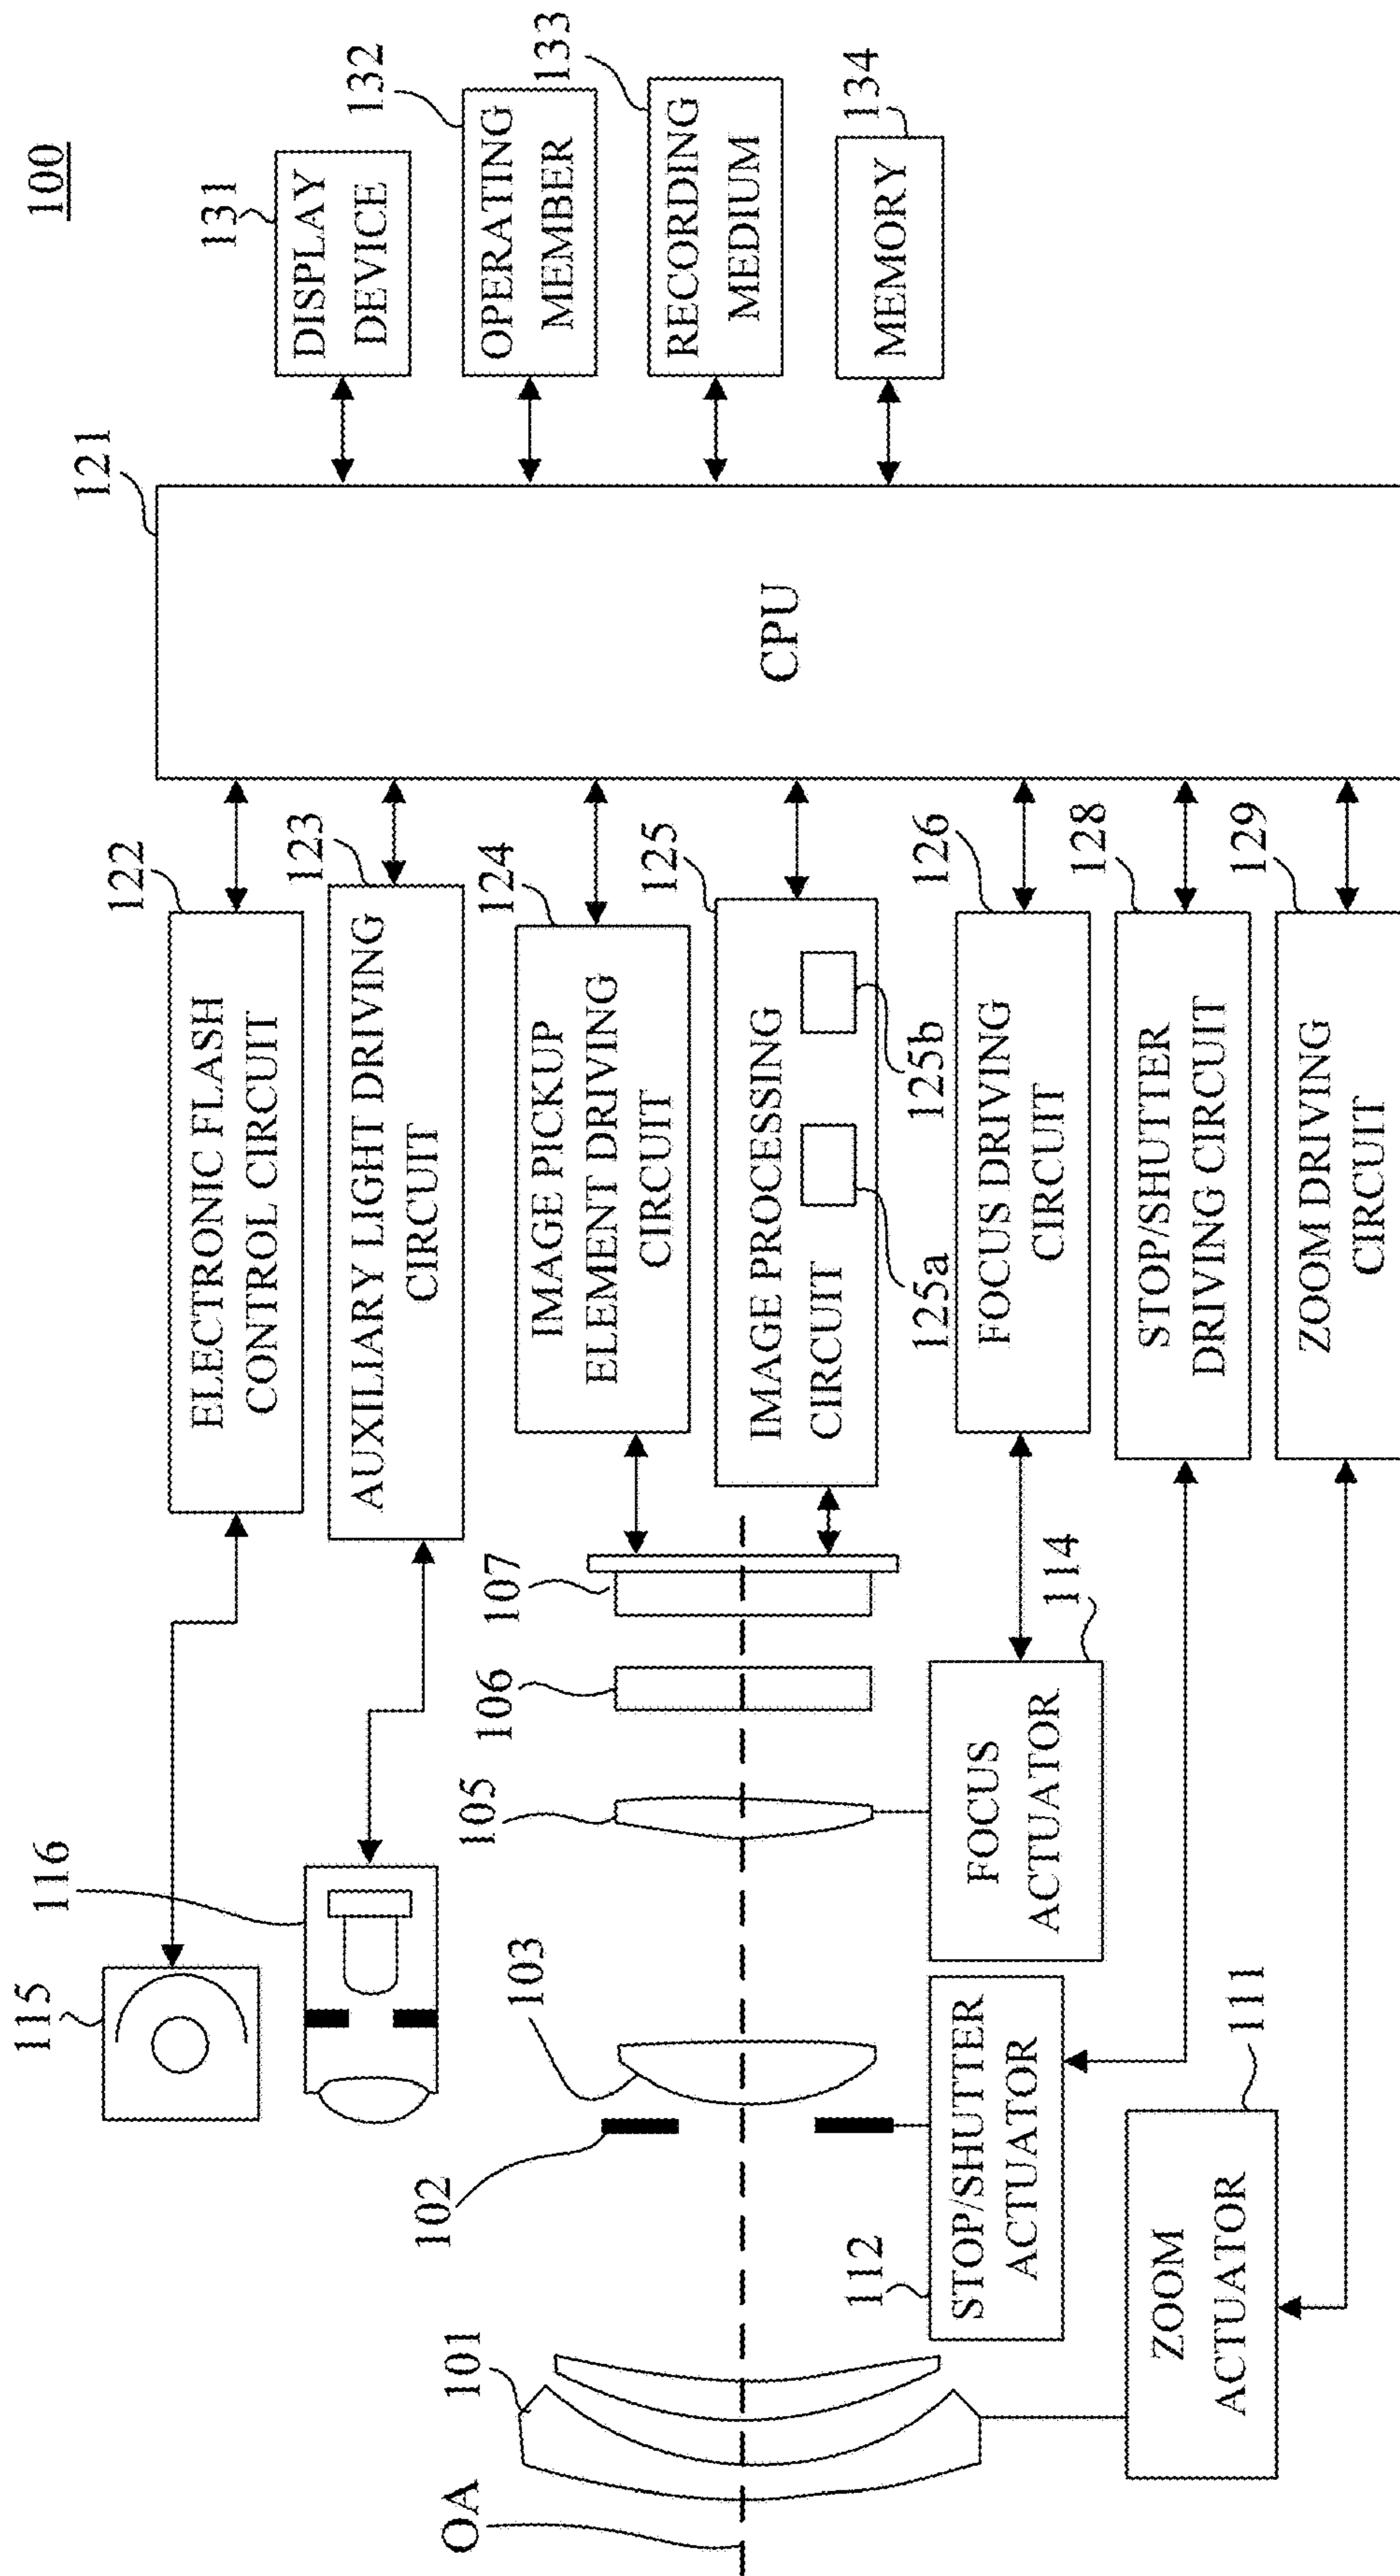 100
115
116
122
ELECTRONIC FLASH
CONTROL CIRCUIT
123
AUXILIARY LIGHT DRIVING
CIRCUIT
121
CPU
131
DISPLAY
DEVICE
132
OPERATING
MEMBER
133
RECORDING
MEDIUM
134
MEMORY
OA
101
102
103
105
106
107
124
IMAGE PICKUP
ELEMENT DRIVING
CIRCUIT
125
IMAGE PROCESSING
CIRCUIT
125a
125b
126
FOCUS DRIVING
CIRCUIT
128
STOP/SHUTTER
DRIVING CIRCUIT
129
ZOOM DRIVING
CIRCUIT
114
FOCUS
ACTUATOR
112
STOP/SHUTTER
ACTUATOR
111
ZOOM
ACTUATOR